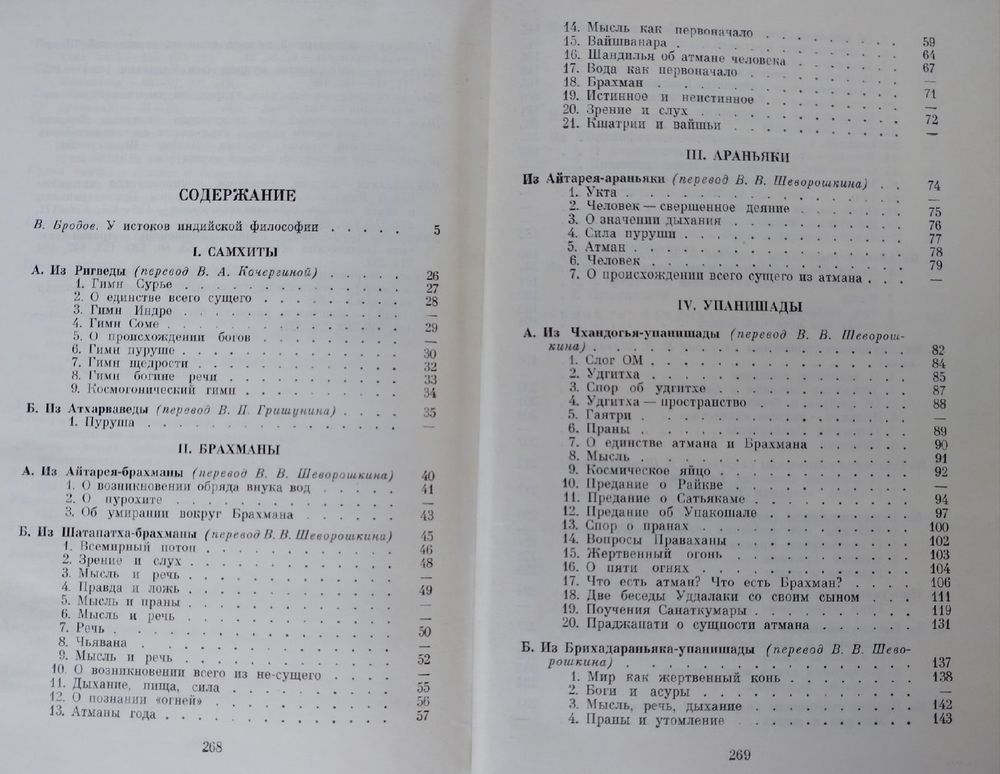 СОДЕРЖАНИЕ
В. Бродов. У истоков индийской философии . . . . . 5
I. САМХИТЫ
А. Из Ригведы (перевод В. А. Кочергиной) . . . . . 26
1. Гимн Сурье . . . . . 27
2. О единстве всего сущего . . . . . 28
3. Гимн Индре . . . . . —
4. Гимн Соме . . . . . 29
5. О происхождении богов . . . . . —
6. Гимн пуруше . . . . . 30
7. Гимн щедрости . . . . . 32
8. Гимн богине речи . . . . . 33
9. Космогонический гимн . . . . . 34
Б. Из Атхарваведы (перевод В. П. Гришунина) . . . . 35
1. Пуруша . . . . . —
II. БРАХМАНЫ
А. Из Айтарея-брахманы (перевод В. В. Шеворошкина) 40
1. О возникновении обряда внука вод . . . . . 41
2. О пурохите . . . . . —
3. Об умирании вокруг Брахмана . . . . . 43
Б. Из Шатапатха-брахманы (перевод В. В. Шеворошкина) 45
1. Всемирный потоп . . . . . 46
2. Зрение и слух . . . . . 48
3. Мысль и речь . . . . . —
4. Правда и ложь . . . . . 49
5. Мысль и праны . . . . . —
6. Мысль и речь . . . . . —
7. Речь . . . . . 50
8. Чьявана . . . . . —
9. Мысль и речь . . . . . 52
10. О возникновении всего из не-сущего . . . . —
11. Дыхание, пища, сила . . . . . 55
12. О познании «огней» . . . . . 56
13. Атманы года . . . . . 57
268
14. Мысль как первоначало . . . . .
15. Вайшванара . . . . . 59
16. Шандилья об атмане человека . . . . . 64
17. Вода как первоначало . . . . . 67
18. Брахман . . . . . —
19. Истинное и неистинное . . . . . 71
20. Зрение и слух . . . . . —
21. Кшатрии и вайшьи . . . . . 72
—
III. АРАНЬЯКИ
Из Айтарея-араньяки (перевод В. В. Шеворошкина) . . 74
1. Укта . . . . .
2. Человек — свершенное деяние . . . . . 75
3. О значении дыхания . . . . . 76
4. Сила пуруши . . . . . 77
5. Атман . . . . . 78
6. Человек . . . . . 79
7. О происхождении всего сущего из атмана . . . —
IV. УПАНИШАДЫ
А. Из Чхандогья-упанишады (перевод В. В. Шеворош-
кина) . . . . . 82
1. Слог ОМ . . . . . 84
2. Удгитха . . . . . 85
3. Спор об удгитхе . . . . . 87
4. Удгитха — пространство . . . . . 88
5. Гаятри . . . . . —
6. Праны . . . . . 89
7. О единстве атмана и Брахмана . . . . . 90
8. Мысль . . . . . 91
9. Космическое яйцо . . . . . 92
10. Предание о Райкве . . . . . —
11. Предание о Сатьякаме . . . . . 94
12. Предание об Упакошале . . . . . 97
13. Спор о пранах . . . . . 100
14. Вопросы Праваханы . . . . . 102
15. Жертвенный огонь . . . . . 103
16. О пяти огнях . . . . . 104
17. Что есть атман? Что есть Брахман? . . . . 106
18. Две беседы Уддалаки со своим сыном . . . 111
19. Поучения Санаткумары . . . . . 119
20. Праджапати о сущности атмана . . . . . 131
Б. Из Брихадараньяка-упанишады (перевод В. В. Шево-
рошкина) . . . . . 137
1. Мир как жертвенный конь . . . . . 138
2. Боги и асуры . . . . . —
3. Мысль, речь, дыхание . . . . . 142
4. Праны и утомление . . . . . 143
269